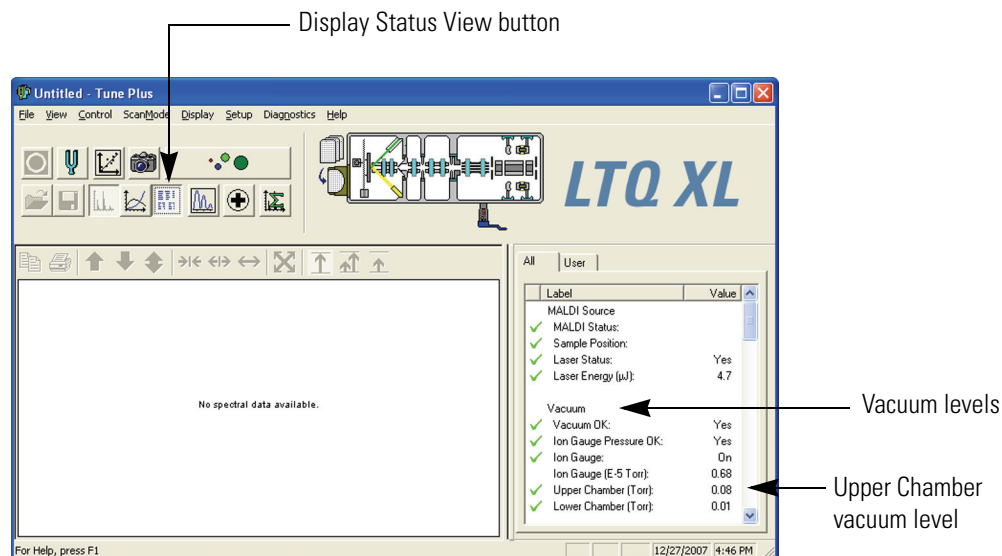 Display Status View button
Untitled - Tune Plus
File View Control ScanMode Display Setup Diagnostics Help
LTQ XL
All User
Label Value
MALDI Source
MALDI Status:
Sample Position:
Laser Status: Yes
Laser Energy (µJ): 4.7
No spectral data available.
Vacuum
Vacuum levels
Vacuum OK: Yes
Ion Gauge Pressure OK: Yes
Ion Gauge: On
Ion Gauge (E-5 Torr): 0.68
Upper Chamber (Torr): 0.08
Lower Chamber (Torr): 0.01
Upper Chamber
vacuum level
For Help, press F1
12/27/2007 4:46 PM